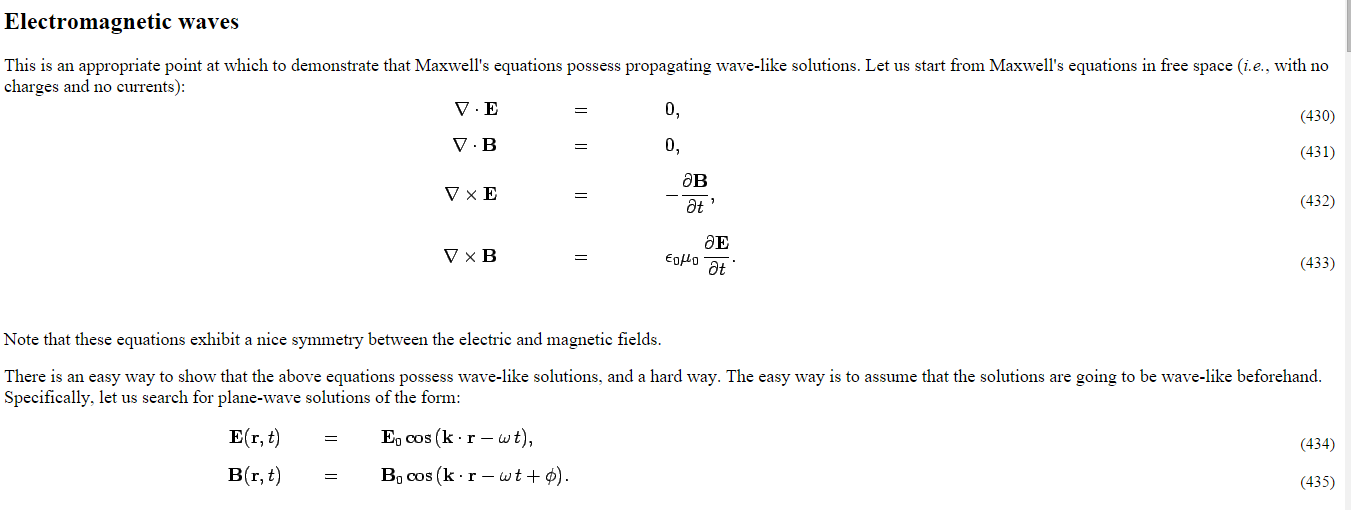 Electromagnetic waves
This is an appropriate point at which to demonstrate that Maxwell's equations possess propagating wave-like solutions. Let us start from Maxwell's equations in free space (i.e., with no
charges and no currents):
∇ · E = 0, (430)
∇ · B = 0, (431)
∇ × E = −∂B/∂t, (432)
∇ × B = ϵ₀μ₀ ∂E/∂t. (433)
Note that these equations exhibit a nice symmetry between the electric and magnetic fields.
There is an easy way to show that the above equations possess wave-like solutions, and a hard way. The easy way is to assume that the solutions are going to be wave-like beforehand.
Specifically, let us search for plane-wave solutions of the form:
E(r, t) = E₀ cos (k · r − ω t), (434)
B(r, t) = B₀ cos (k · r − ω t + ϕ). (435)